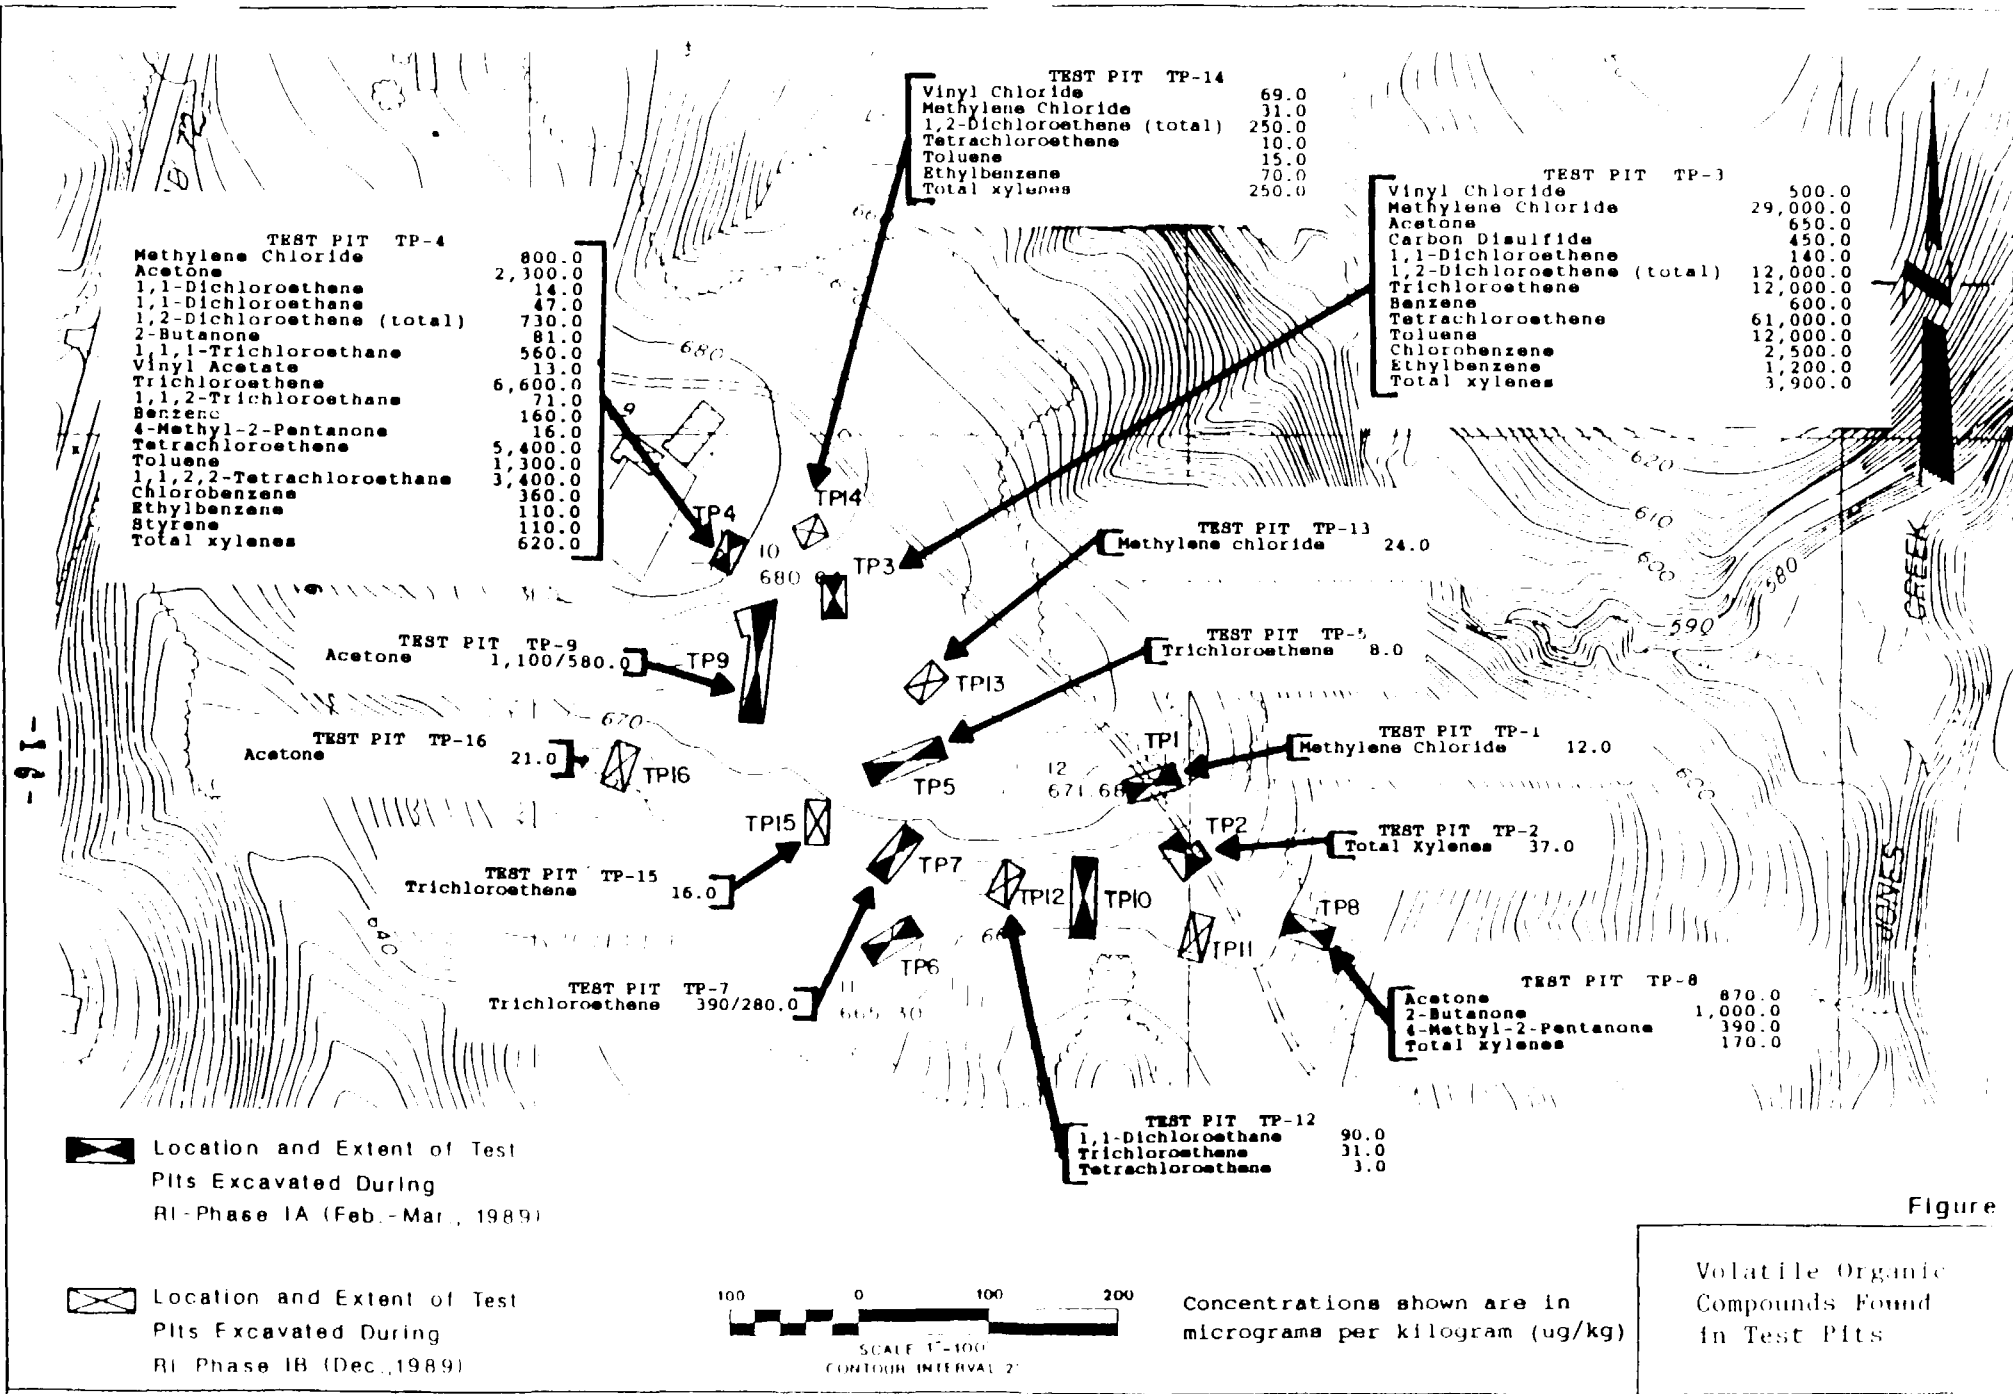 TEST PIT TP-14
Vinyl Chloride 69.0
Methylene Chloride 31.0
1,2-Dichloroethene (total) 250.0
Tetrachloroethene 10.0
Toluene 15.0
Ethylbenzene 70.0
Total xylenes 250.0
TEST PIT TP-3
Vinyl Chloride 500.0
Methylene Chloride 29,000.0
Acetone 650.0
Carbon Disulfide 450.0
1,1-Dichloroethene 140.0
1,2-Dichloroethene (total) 12,000.0
Trichloroethene 12,000.0
Benzene 600.0
Tetrachloroethene 61,000.0
Toluene 12,000.0
Chlorobenzene 2,500.0
Ethylbenzene 1,200.0
Total xylenes 3,900.0
TEST PIT TP-4
Methylene Chloride 800.0
Acetone 2,300.0
1,1-Dichloroethene 14.0
1,1-Dichloroethane 47.0
1,2-Dichloroethene (total) 730.0
2-Butanone 81.0
1,1,1-Trichloroethane 560.0
Vinyl Acetate 13.0
Trichloroethene 6,600.0
1,1,2-Trichloroethane 71.0
Benzene 160.0
4-Methyl-2-Pentanone 16.0
Tetrachloroethene 5,400.0
Toluene 1,300.0
1,1,2,2-Tetrachloroethane 3,400.0
Chlorobenzene 360.0
Ethylbenzene 110.0
Styrene 110.0
Total xylenes 620.0
680
620
610
600
580
590
CREEK
TP4
TP14
10
680
TP3
TEST PIT TP-13
Methylene chloride 24.0
TEST PIT TP-9
Acetone 1,100/580.0
TP9
TP13
TEST PIT TP-5
Trichloroethene 8.0
670
TEST PIT TP-16
Acetone 21.0
TP16
TP5
12
671.68
TP1
TEST PIT TP-1
Methylene Chloride 12.0
600
TP15
TP7
TP2
TEST PIT TP-2
Total Xylenes 37.0
TEST PIT TP-15
Trichloroethene 16.0
TP12
TP10
TP8
JONES
640
TP6
TP11
TEST PIT TP-7
Trichloroethene 390/280.0
11
665.30
TEST PIT TP-8
Acetone 870.0
2-Butanone 1,000.0
4-Methyl-2-Pentanone 390.0
Total xylenes 170.0
TEST PIT TP-12
1,1-Dichloroethane 90.0
Trichloroethene 31.0
Tetrachloroethene 3.0
-16-
Location and Extent of Test
Pits Excavated During
RI-Phase IA (Feb.-Mar., 1989)
Location and Extent of Test
Pits Excavated During
RI Phase IB (Dec.,1989)
100 0 100 200
SCALE 1"-100'
CONTOUR INTERVAL 2'
Concentrations shown are in
micrograms per kilogram (ug/kg)
Figure
Volatile Organic
Compounds Found
in Test Pits